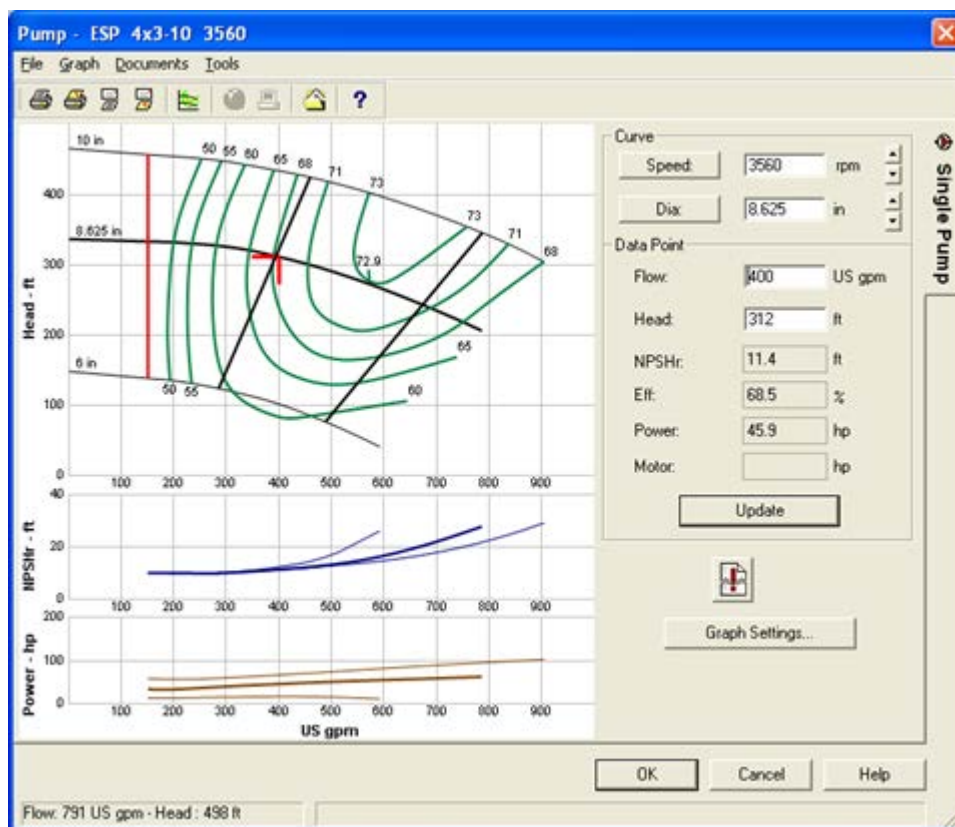 Pump - ESP 4x3-10 3560
File Graph Documents Tools
?
10 in
50 55 60 65 68 71 73
8.625 in
72.9
73
71
68
65
60
6 in
50 55
400
300
200
100
0
Head - ft
100 200 300 400 500 600 700 800 900
40
20
0
NPSHr - ft
100 200 300 400 500 600 700 800 900
200
100
0
Power - hp
100 200 300 400 500 600 700 800 900
US gpm
Curve
Speed: 3560 rpm
Dia: 8.625 in
Data Point
Flow: 400 US gpm
Head: 312 ft
NPSHr: 11.4 ft
Eff: 68.5 %
Power: 45.9 hp
Motor: hp
Update
Graph Settings...
Single Pump
OK Cancel Help
Flow: 791 US gpm - Head : 498 ft